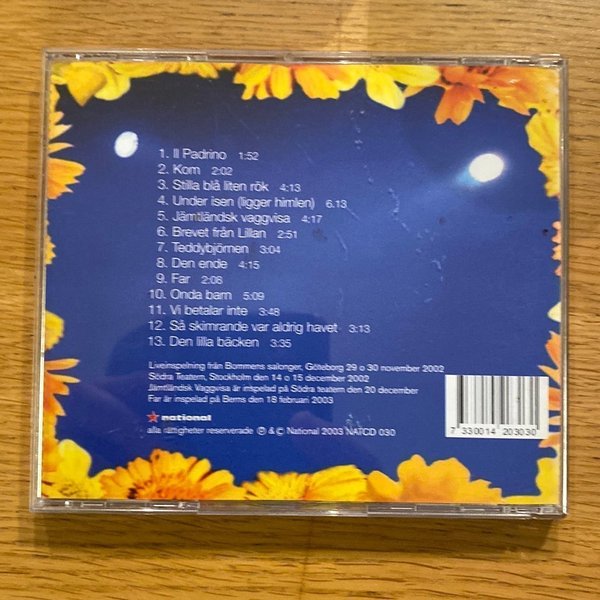 1. Il Padrino 1:52
2. Kom 2:02
3. Stilla blå liten rök 4:13
4. Under isen (ligger himlen) 6.13
5. Jämtländsk vaggvisa 4:17
6. Brevet från Lillan 2:51
7. Teddybjörnen 3:04
8. Den ende 4:15
9. Far 2:08
10. Onda barn 5:09
11. Vi betalar inte 3:48
12. Så skimrande var aldrig havet 3:13
13. Den lilla bäcken 3:35
Liveinspelning från Bommens salonger, Göteborg 29 o 30 november 2002
Södra Teatern, Stockholm den 14 o 15 december 2002
Jämtländsk Vaggvisa är intspelad på Södra teatern den 20 december
Far är inspelad på Berns den 18 februari 2003
national
alla rättigheter reserverade ℗ & © National 2003 NATCD 030
7 330014 203030